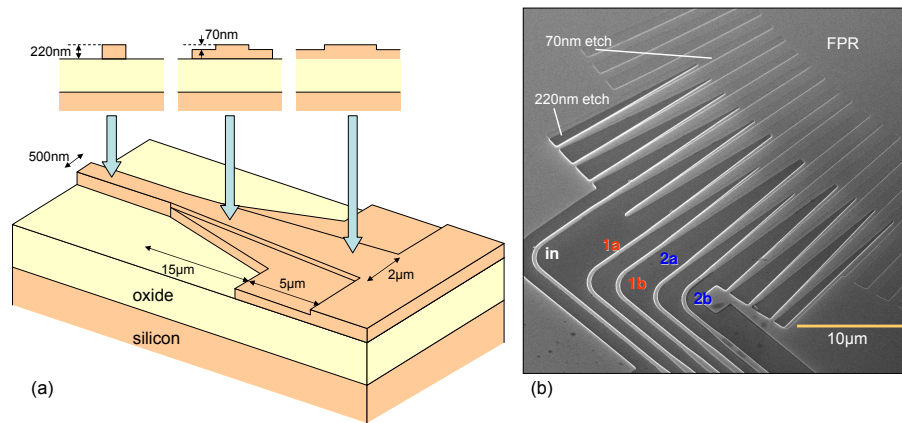 70nm
220nm
500nm
15µm
5µm
2µm
oxide
silicon
(a)
FPR
70nm etch
220nm etch
in
1a
2a
1b
2b
10µm
(b)